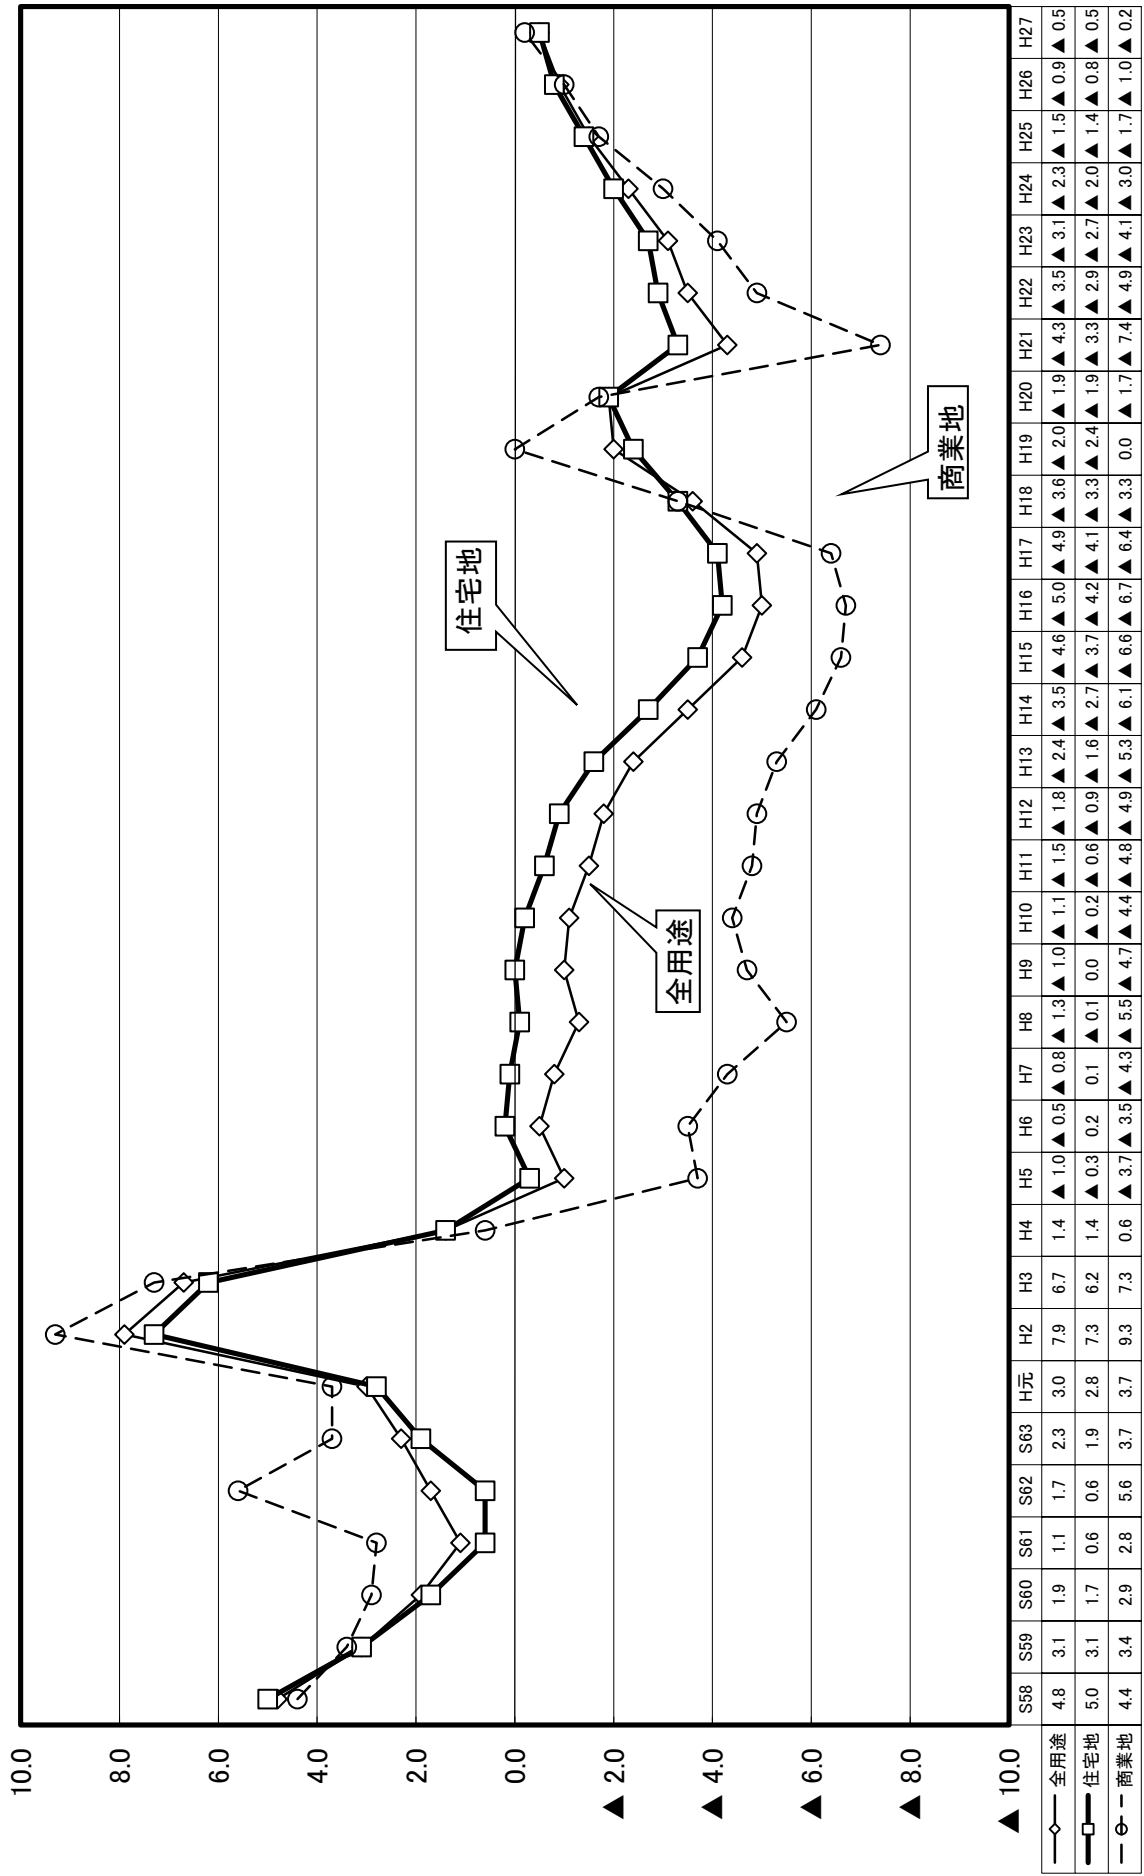 10.0
8.0
6.0
4.0
2.0
0.0
▲ 2.0
▲ 4.0
▲ 6.0
▲ 8.0
▲ 10.0
住宅地
全用途
商業地
S58 S59 S60 S61 S62 S63 H元 H2 H3 H4 H5 H6 H7 H8 H9 H10 H11 H12 H13 H14 H15 H16 H17 H18 H19 H20 H21 H22 H23 H24 H25 H26 H27
全用途 4.8 3.1 1.9 1.1 1.7 2.3 3.0 7.9 6.7 1.4 ▲ 1.0 ▲ 0.5 ▲ 0.8 ▲ 1.3 ▲ 1.0 ▲ 1.1 ▲ 1.5 ▲ 1.8 ▲ 2.4 ▲ 3.5 ▲ 4.6 ▲ 5.0 ▲ 4.9 ▲ 3.6 ▲ 2.0 ▲ 1.9 ▲ 4.3 ▲ 3.5 ▲ 3.1 ▲ 2.3 ▲ 1.5 ▲ 0.9 ▲ 0.5
住宅地 5.0 3.1 1.7 0.6 0.6 1.9 2.8 7.3 6.2 1.4 ▲ 0.3 0.2 0.1 ▲ 0.1 0.0 ▲ 0.2 ▲ 0.6 ▲ 0.9 ▲ 1.6 ▲ 2.7 ▲ 3.7 ▲ 4.2 ▲ 4.1 ▲ 3.3 ▲ 2.4 ▲ 1.9 ▲ 3.3 ▲ 2.9 ▲ 2.7 ▲ 2.0 ▲ 1.4 ▲ 0.8 ▲ 0.5
商業地 4.4 3.4 2.9 2.8 5.6 3.7 3.7 9.3 7.3 0.6 ▲ 3.7 ▲ 3.5 ▲ 4.3 ▲ 5.5 ▲ 4.7 ▲ 4.4 ▲ 4.8 ▲ 4.9 ▲ 5.3 ▲ 6.1 ▲ 6.6 ▲ 6.7 ▲ 6.4 ▲ 3.3 0.0 ▲ 1.7 ▲ 7.4 ▲ 4.9 ▲ 4.1 ▲ 3.0 ▲ 1.7 ▲ 1.0 ▲ 0.2